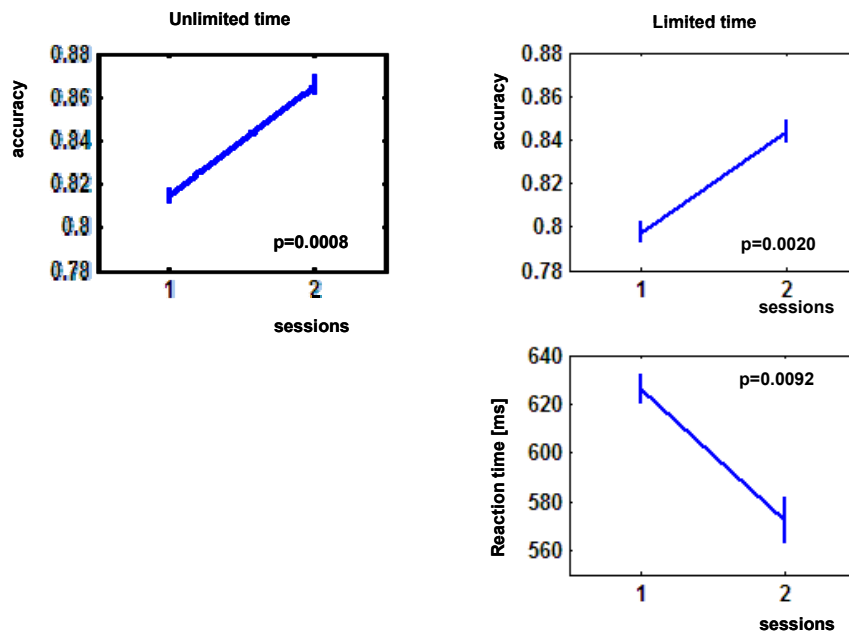 Unlimited time
0.88
0.86
0.84
0.82
0.8
0.78
accuracy
p=0.0008
1 2
sessions
Limited time
0.88
0.86
0.84
0.82
0.8
0.78
accuracy
p=0.0020
1 2
sessions
640
620
600
580
560
Reaction time [ms]
p=0.0092
1 2
sessions